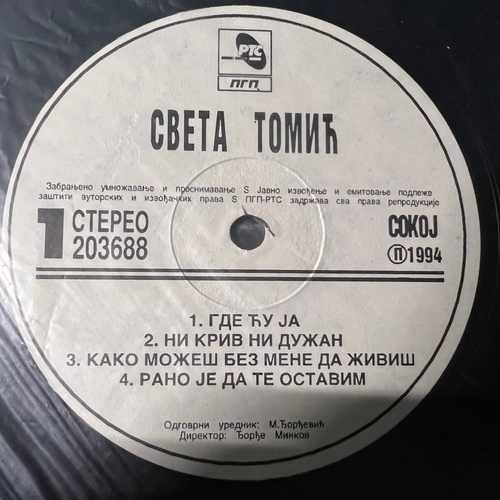 РТС
ПГП
СВЕТА ТОМИЋ
Забрањено умножавање и проснимавање S Јавно извођење и емитовање подлеже
заштити ауторских и извођачких права S ПГП-РТС задржава сва права репродукције
1 СТЕРЕО
203688
СОКОЈ
Ⓟ1994
1. ГДЕ ЋУ ЈА
2. НИ КРИВ НИ ДУЖАН
3. КАКО МОЖЕШ БЕЗ МЕНЕ ДА ЖИВИШ
4. РАНО ЈЕ ДА ТЕ ОСТАВИМ
Одговрни уредник: М.Ђорђевић
Директор: Ђорђе Минков